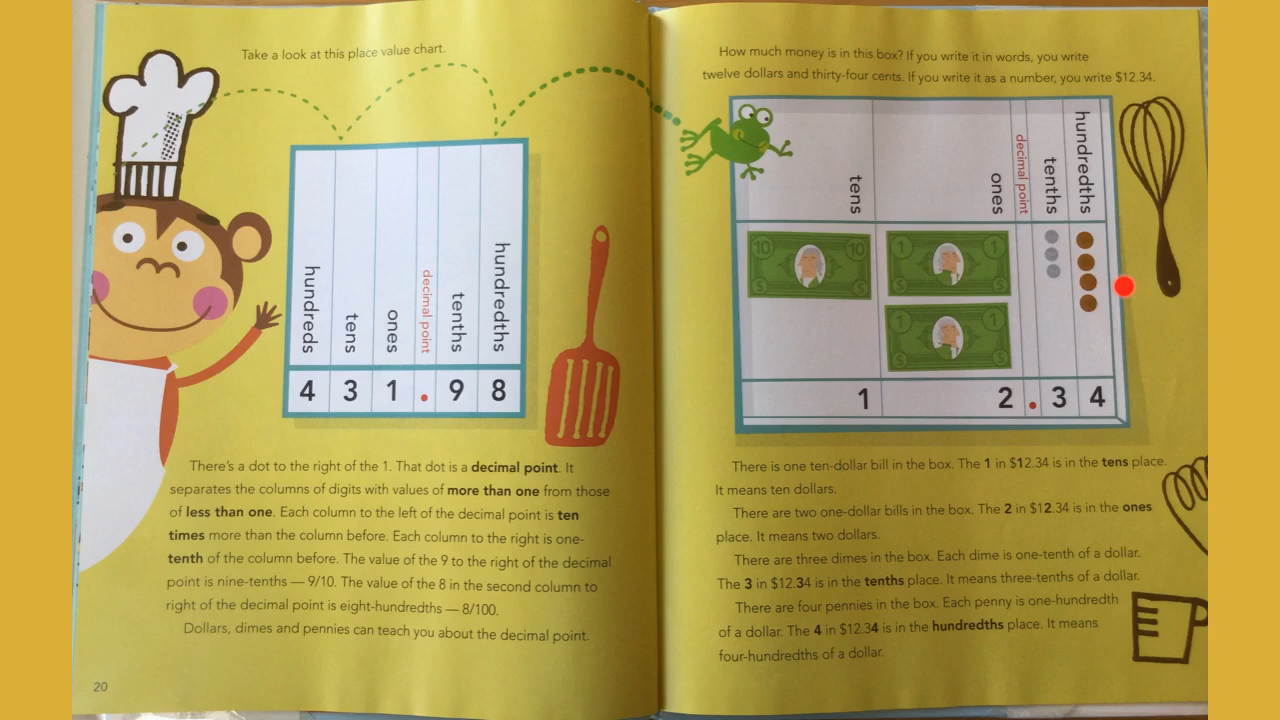 Take a look at this place value chart.
hundreds
tens
ones
decimal point
tenths
hundredths
4 3 1 . 9 8
There's a dot to the right of the 1. That dot is a decimal point. It
separates the columns of digits with values of more than one from those
of less than one. Each column to the left of the decimal point is ten
times more than the column before. Each column to the right is one-
tenth of the column before. The value of the 9 to the right of the decimal
point is nine-tenths — 9/10. The value of the 8 in the second column to
right of the decimal point is eight-hundredths — 8/100.
Dollars, dimes and pennies can teach you about the decimal point.
20
How much money is in this box? If you write it in words, you write
twelve dollars and thirty-four cents. If you write it as a number, you write $12.34.
tens
ones
decimal point
tenths
hundredths
10 10
$ $
1 1
$ $
1 1
$ $
1 2 . 3 4
There is one ten-dollar bill in the box. The 1 in $12.34 is in the tens place.
It means ten dollars.
There are two one-dollar bills in the box. The 2 in $12.34 is in the ones
place. It means two dollars.
There are three dimes in the box. Each dime is one-tenth of a dollar.
The 3 in $12.34 is in the tenths place. It means three-tenths of a dollar.
There are four pennies in the box. Each penny is one-hundredth
of a dollar. The 4 in $12.34 is in the hundredths place. It means
four-hundredths of a dollar.